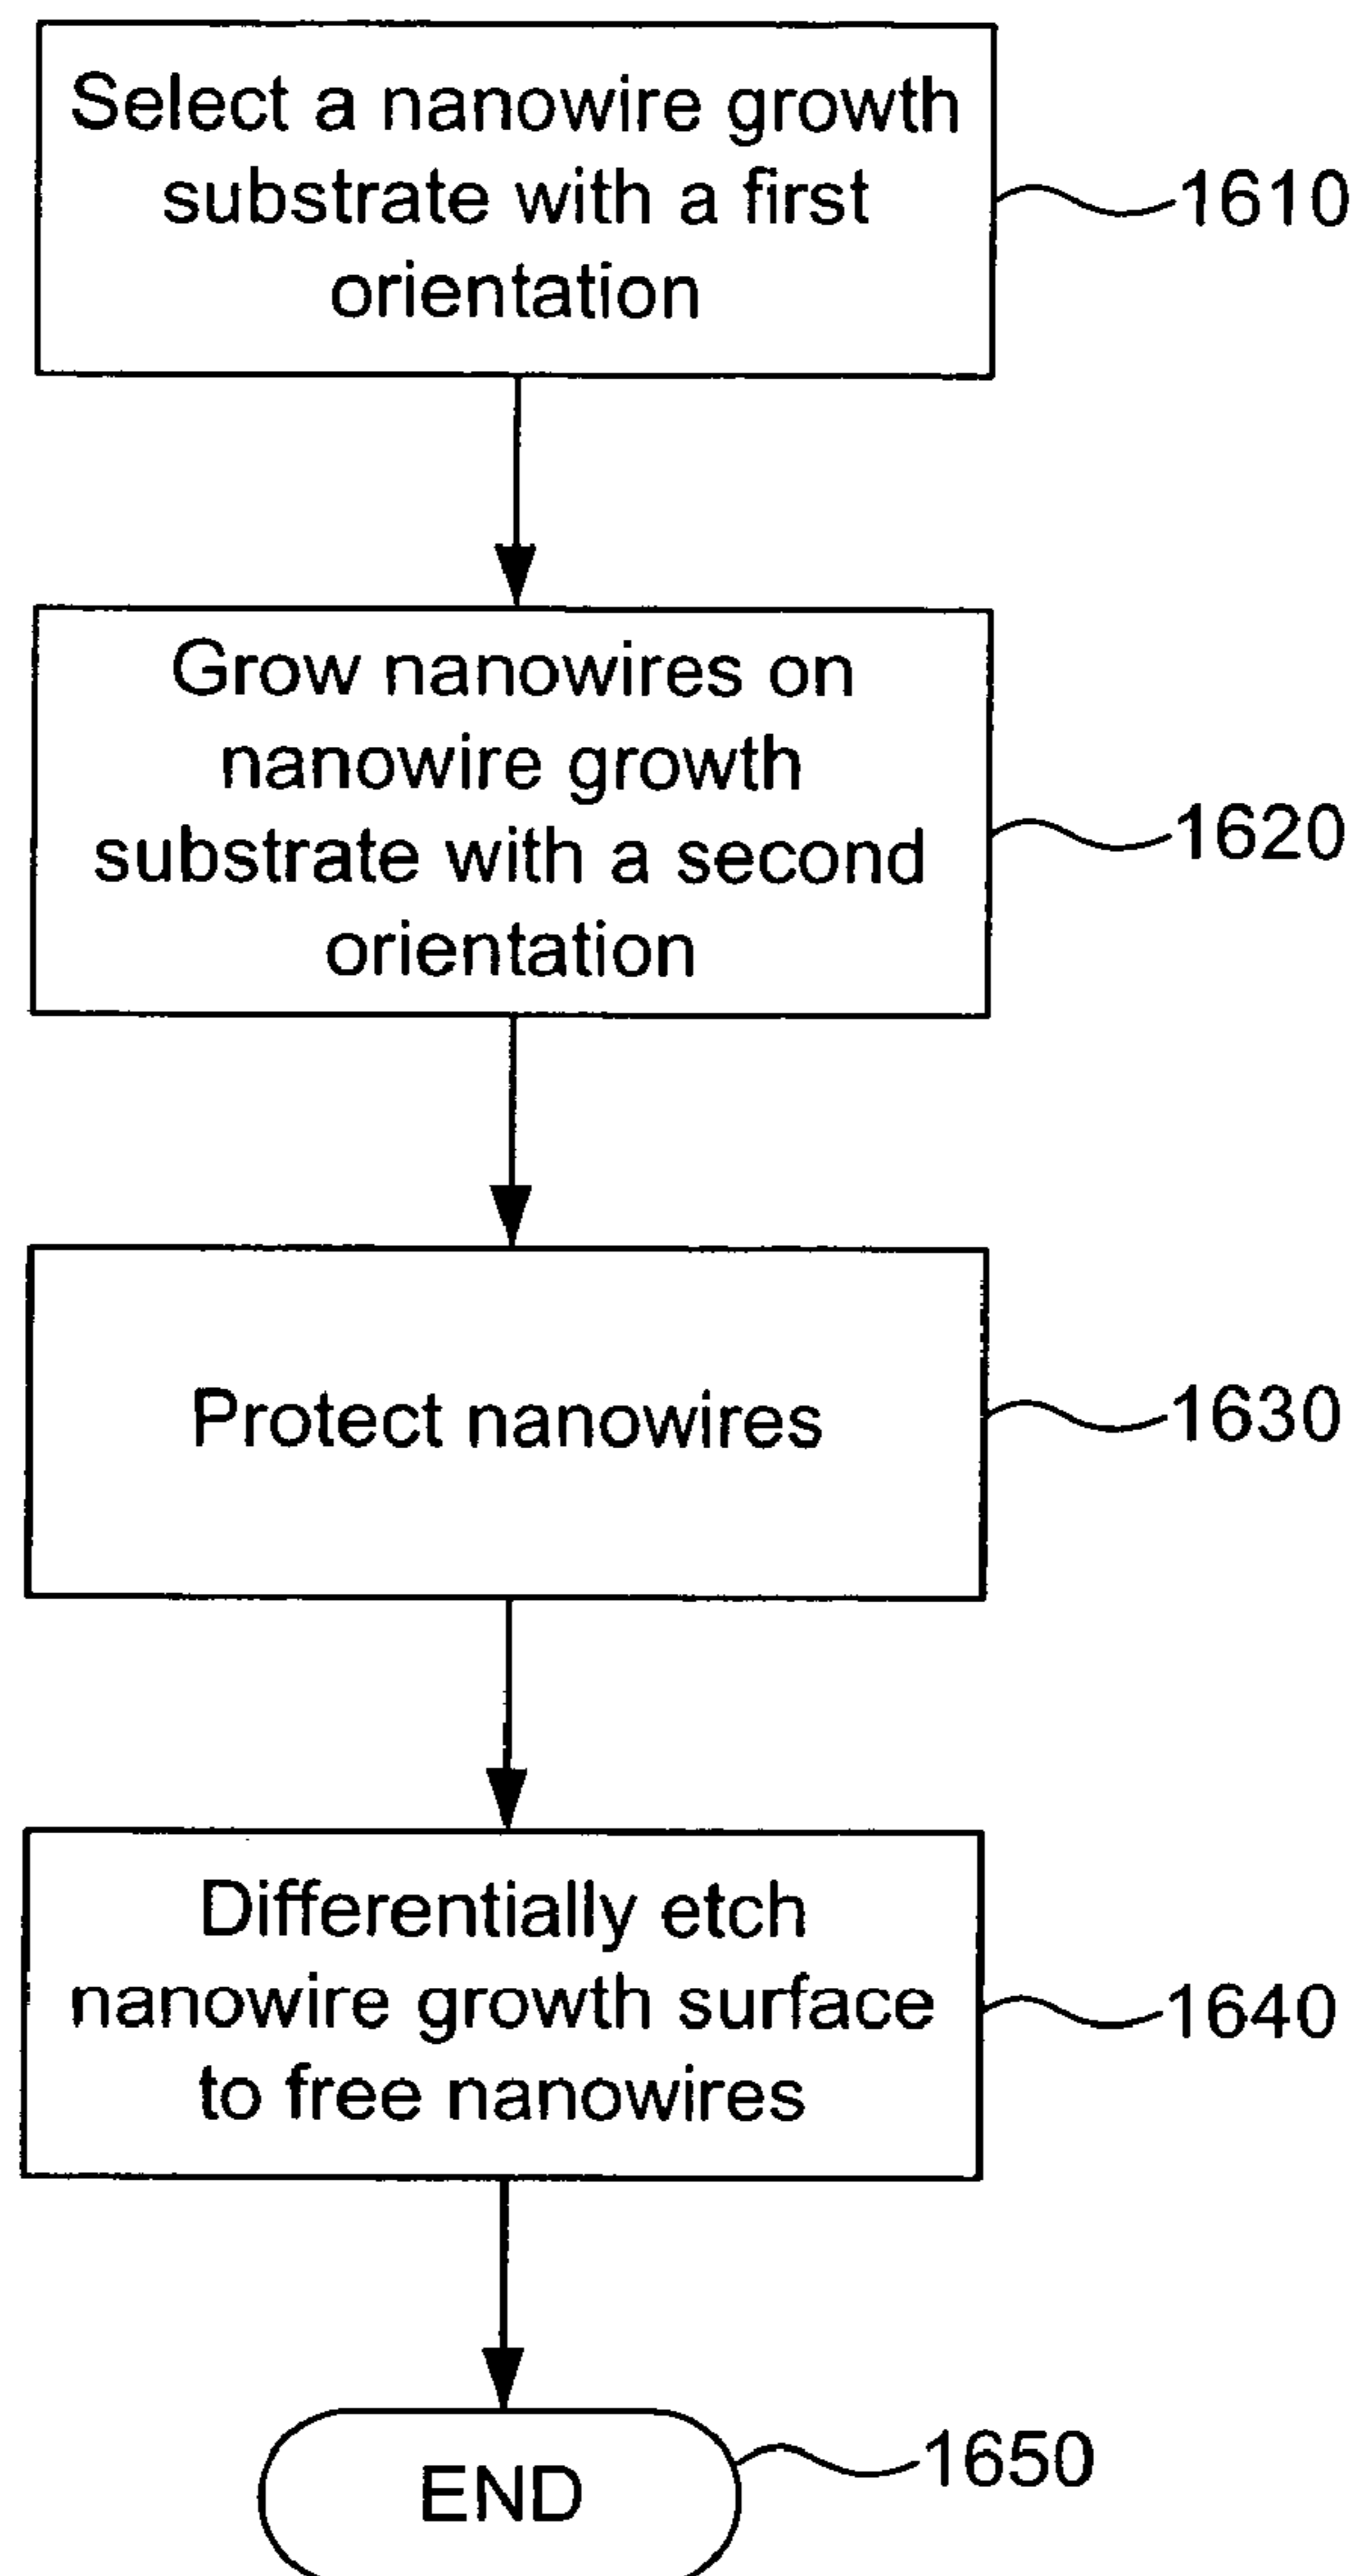 Select a nanowire growth
substrate with a first
orientation
1610
Grow nanowires on
nanowire growth
substrate with a second
orientation
1620
Protect nanowires
1630
Differentially etch
nanowire growth surface
to free nanowires
1640
END
1650